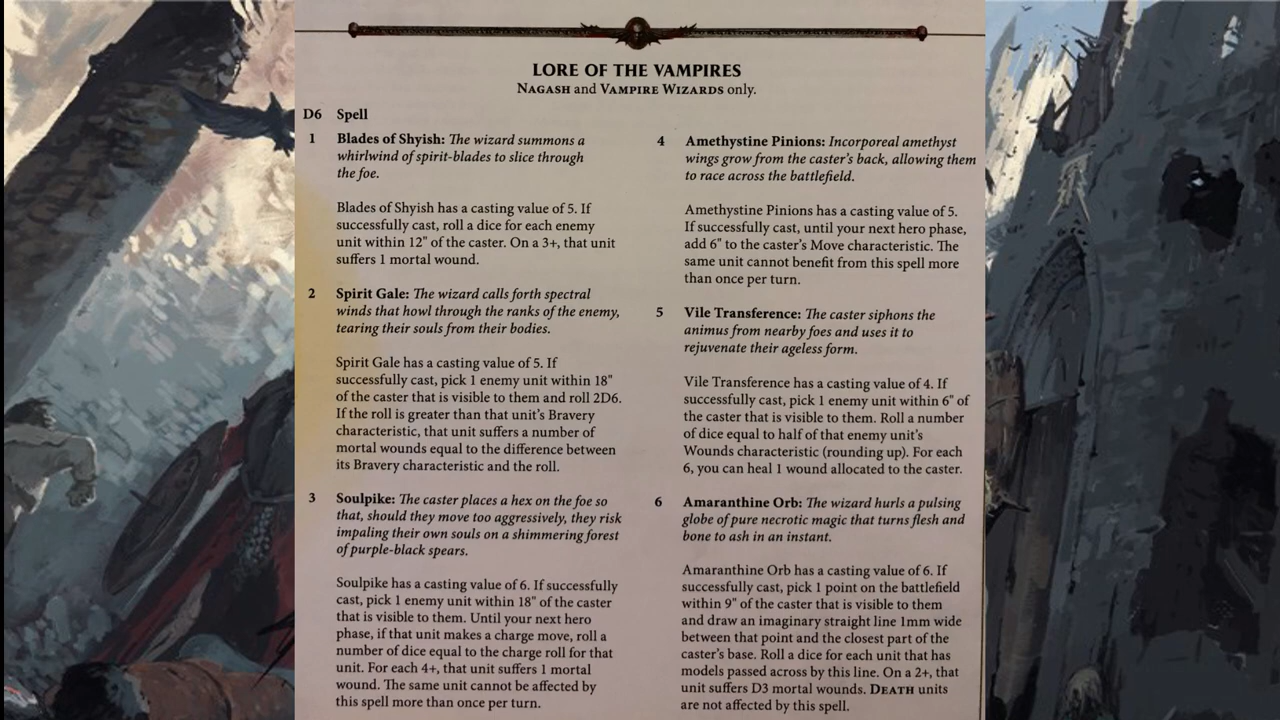 LORE OF THE VAMPIRES
NAGASH and VAMPIRE WIZARDS only.
D6 Spell
1 Blades of Shyish: The wizard summons a
whirlwind of spirit-blades to slice through
the foe.
Blades of Shyish has a casting value of 5. If
successfully cast, roll a dice for each enemy
unit within 12" of the caster. On a 3+, that unit
suffers 1 mortal wound.
2 Spirit Gale: The wizard calls forth spectral
winds that howl through the ranks of the enemy,
tearing their souls from their bodies.
Spirit Gale has a casting value of 5. If
successfully cast, pick 1 enemy unit within 18"
of the caster that is visible to them and roll 2D6.
If the roll is greater than that unit's Bravery
characteristic, that unit suffers a number of
mortal wounds equal to the difference between
its Bravery characteristic and the roll.
3 Soulpike: The caster places a hex on the foe so
that, should they move too aggressively, they risk
impaling their own souls on a shimmering forest
of purple-black spears.
Soulpike has a casting value of 6. If successfully
cast, pick 1 enemy unit within 18" of the caster
that is visible to them. Until your next hero
phase, if that unit makes a charge move, roll a
number of dice equal to the charge roll for that
unit. For each 4+, that unit suffers 1 mortal
wound. The same unit cannot be affected by
this spell more than once per turn.
4 Amethystine Pinions: Incorporeal amethyst
wings grow from the caster's back, allowing them
to race across the battlefield.
Amethystine Pinions has a casting value of 5.
If successfully cast, until your next hero phase,
add 6" to the caster's Move characteristic. The
same unit cannot benefit from this spell more
than once per turn.
5 Vile Transference: The caster siphons the
animus from nearby foes and uses it to
rejuvenate their ageless form.
Vile Transference has a casting value of 4. If
successfully cast, pick 1 enemy unit within 6" of
the caster that is visible to them. Roll a number
of dice equal to half of that enemy unit's
Wounds characteristic (rounding up). For each
6, you can heal 1 wound allocated to the caster.
6 Amaranthine Orb: The wizard hurls a pulsing
globe of pure necrotic magic that turns flesh and
bone to ash in an instant.
Amaranthine Orb has a casting value of 6. If
successfully cast, pick 1 point on the battlefield
within 9" of the caster that is visible to them
and draw an imaginary straight line 1mm wide
between that point and the closest part of the
caster's base. Roll a dice for each unit that has
models passed across by this line. On a 2+, that
unit suffers D3 mortal wounds. DEATH units
are not affected by this spell.